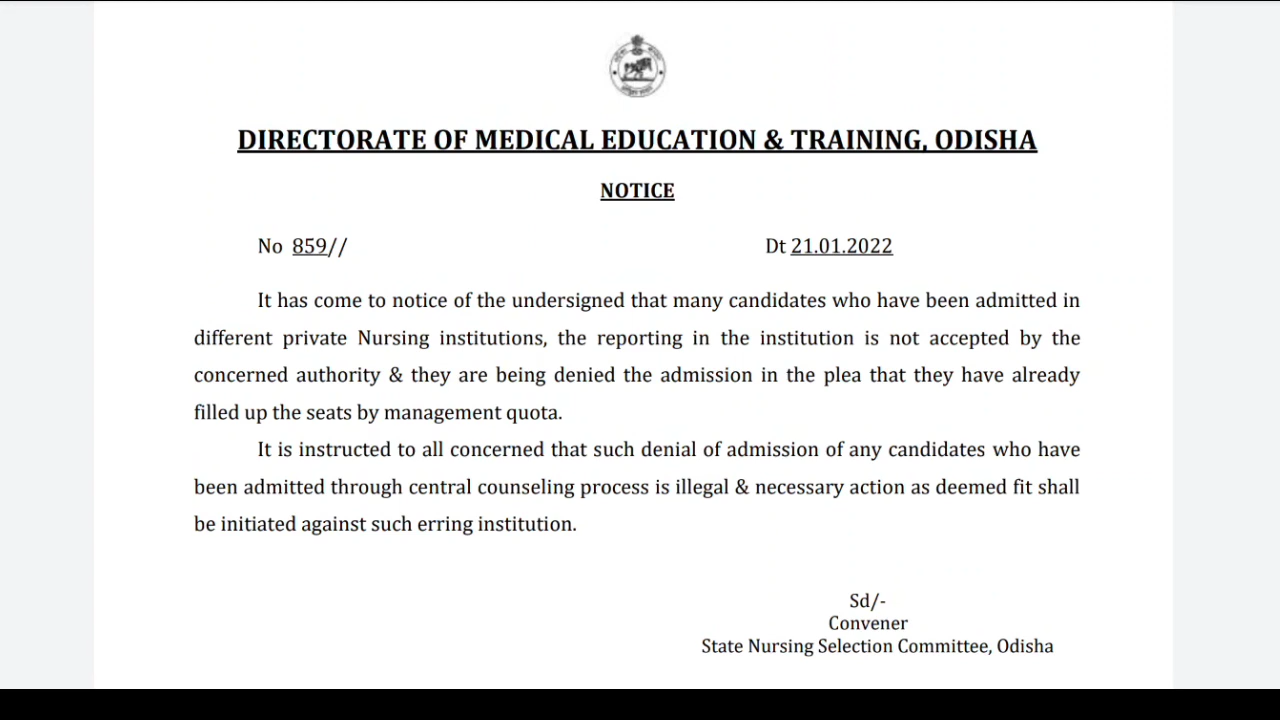 DIRECTORATE OF MEDICAL EDUCATION & TRAINING, ODISHA
NOTICE
No 859// Dt 21.01.2022
It has come to notice of the undersigned that many candidates who have been admitted in
different private Nursing institutions, the reporting in the institution is not accepted by the
concerned authority & they are being denied the admission in the plea that they have already
filled up the seats by management quota.
It is instructed to all concerned that such denial of admission of any candidates who have
been admitted through central counseling process is illegal & necessary action as deemed fit shall
be initiated against such erring institution.
Sd/-
Convener
State Nursing Selection Committee, Odisha